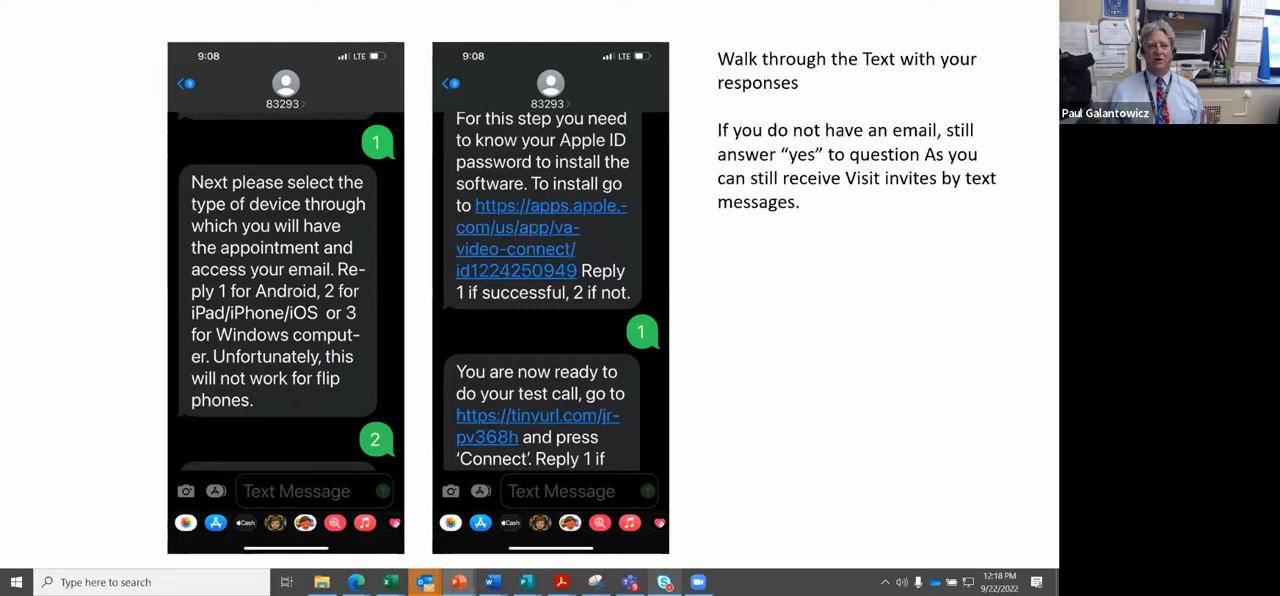 9:08
LTE
9
83293
1
Next please select the
type of device through
which you will have
the appointment and
access your email. Re-
ply 1 for Android, 2 for
iPad/iPhone/iOS or 3
for Windows comput-
er. Unfortunately, this
will not work for flip
phones.
2
Text Message
Cash
9:08
LTE
9
83293
For this step you need
to know your Apple ID
password to install the
software. To install go
to https://apps.apple.-
com/us/app/va-
video-connect/
id1224250949 Reply
1 if successful, 2 if not.
1
You are now ready to
do your test call, go to
https://tinyurl.com/jr-
pv368h and press
‘Connect’. Reply 1 if
Text Message
Cash
Walk through the Text with your
responses
If you do not have an email, still
answer “yes” to question As you
can still receive Visit invites by text
messages.
Paul Galantowicz
Type here to search
12:18 PM
9/22/2022